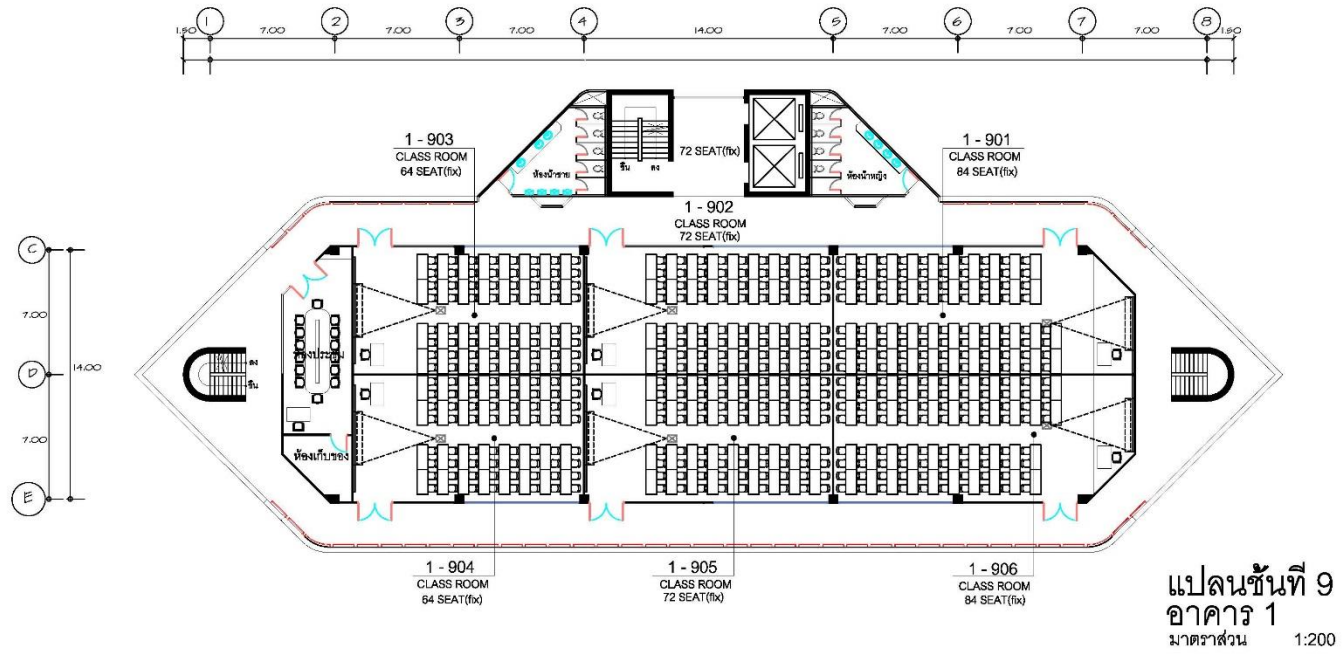 1 2 3 4 5 6 7 8
1.50 7.00 7.00 7.00 14.00 7.00 7.00 7.00 1.50
1 - 903
CLASS ROOM
64 SEAT(fix)
ห้องน้ำชาย
ขึ้น ลง
72 SEAT(fix)
ห้องน้ำหญิง
1 - 901
CLASS ROOM
84 SEAT(fix)
1 - 902
CLASS ROOM
72 SEAT(fix)
C
7.00
D
14.00
7.00
E
ลง
ขึ้น
ห้องประชุม
ห้องเก็บของ
1 - 904
CLASS ROOM
64 SEAT(fix)
1 - 905
CLASS ROOM
72 SEAT(fix)
1 - 906
CLASS ROOM
84 SEAT(fix)
แปลนชั้นที่ 9
อาคาร 1
มาตราส่วน 1:200